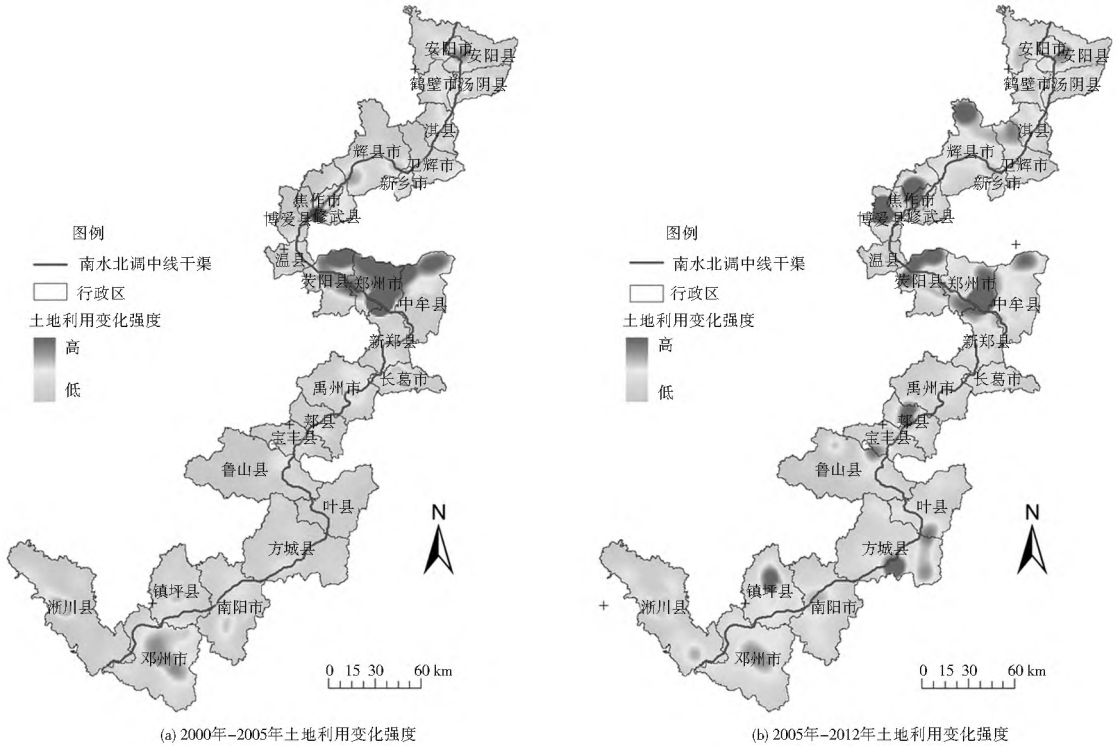 安阳市
安阳县
鹤壁市
汤阴县
淇县
辉县市
卫辉市
新乡市
焦作市
博爱县
修武县
温县
荥阳县
郑州市
中牟县
新郑县
长葛市
禹州市
郏县
宝丰县
鲁山县
叶县
方城县
镇坪县
南阳市
淅川县
邓州市
图例
南水北调中线干渠
行政区
土地利用变化强度
高
低
N
0 15 30 60 km
(a) 2000年-2005年土地利用变化强度
安阳市
安阳县
鹤壁市
汤阴县
淇县
辉县市
卫辉市
新乡市
焦作市
博爱县
修武县
温县
荥阳县
郑州市
中牟县
新郑县
长葛市
禹州市
郏县
宝丰县
鲁山县
叶县
方城县
镇坪县
南阳市
淅川县
邓州市
图例
南水北调中线干渠
行政区
土地利用变化强度
高
低
N
0 15 30 60 km
(b) 2005年-2012年土地利用变化强度